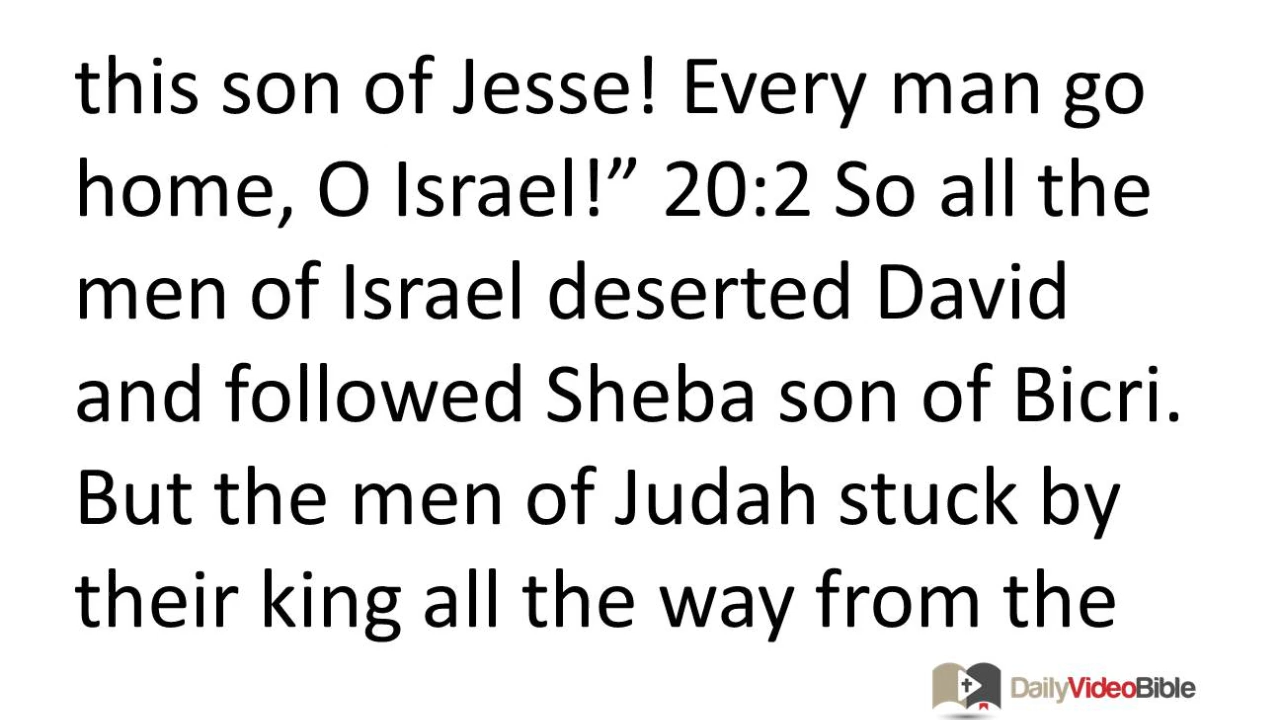 this son of Jesse! Every man go
home, O Israel!” 20:2 So all the
men of Israel deserted David
and followed Sheba son of Bicri.
But the men of Judah stuck by
their king all the way from the
DailyVideoBible